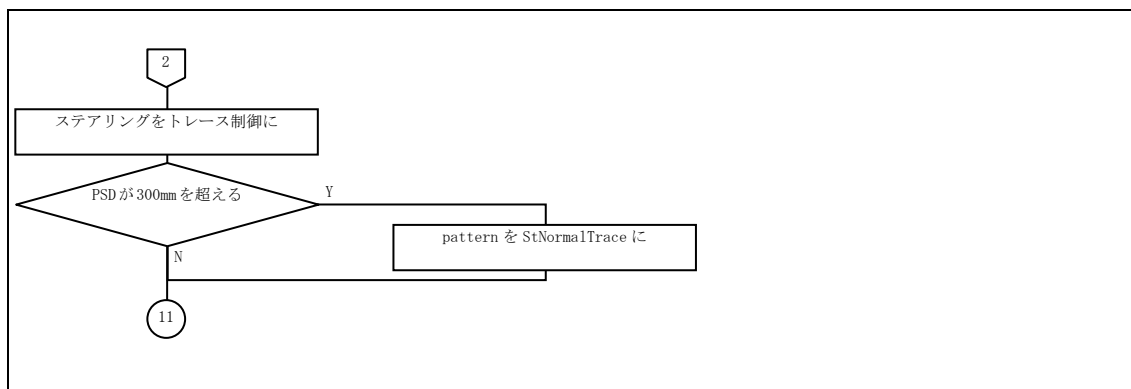 2
ステアリングをトレース制御に
PSDが300mmを超える
Y
patternをStNormalTraceに
N
11